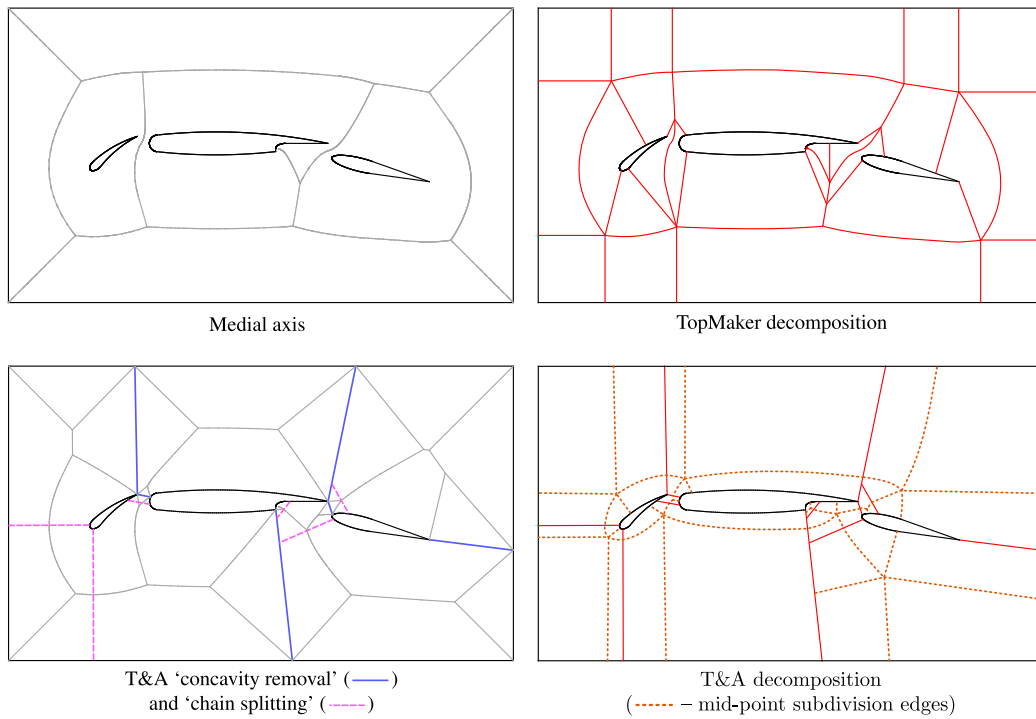 Medial axis
TopMaker decomposition
T&A ‘concavity removal’ ( —— )
and ‘chain splitting’ ( ----- )
T&A decomposition
( ----- – mid-point subdivision edges)